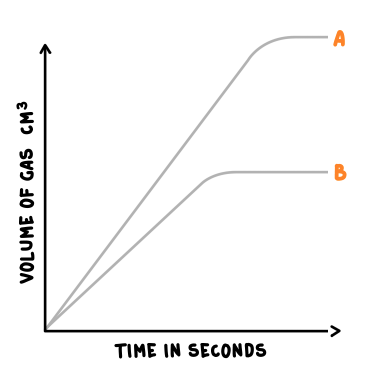 A
B
VOLUME OF GAS CM³
TIME IN SECONDS